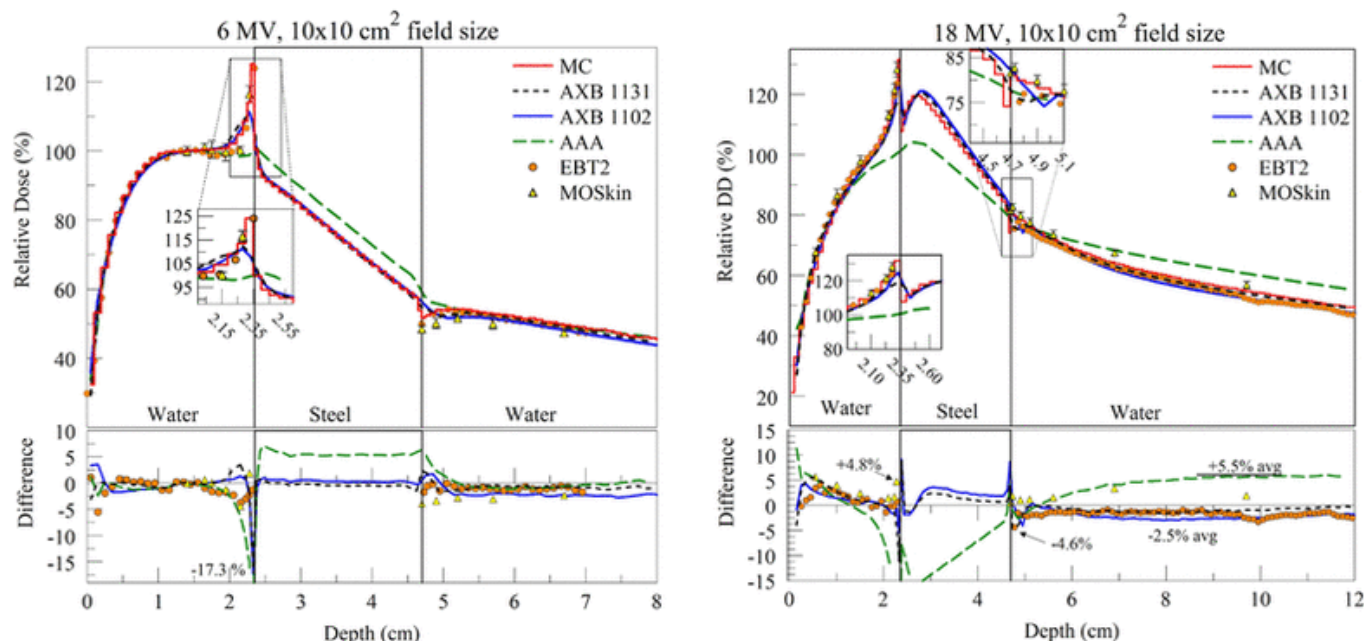 6 MV, 10x10 cm² field size
Relative Dose (%)
120
100
80
60
40
MC
AXB 1131
AXB 1102
AAA
EBT2
MOSkin
125
115
105
95
2.15
2.35
2.55
Water
Steel
Water
Difference
10
5
0
-5
-10
-15
-17.3 %
0 1 2 3 4 5 6 7 8
Depth (cm)
18 MV, 10x10 cm² field size
Relative DD (%)
120
100
80
60
40
20
85
75
4.5
4.7
4.9
5.1
MC
AXB 1131
AXB 1102
AAA
EBT2
MOSkin
120
100
80
2.10
2.35
2.60
Water
Steel
Water
Difference
15
10
5
0
-5
-10
-15
+4.8%
-4.6%
+5.5% avg
-2.5% avg
0 2 4 6 8 10 12
Depth (cm)